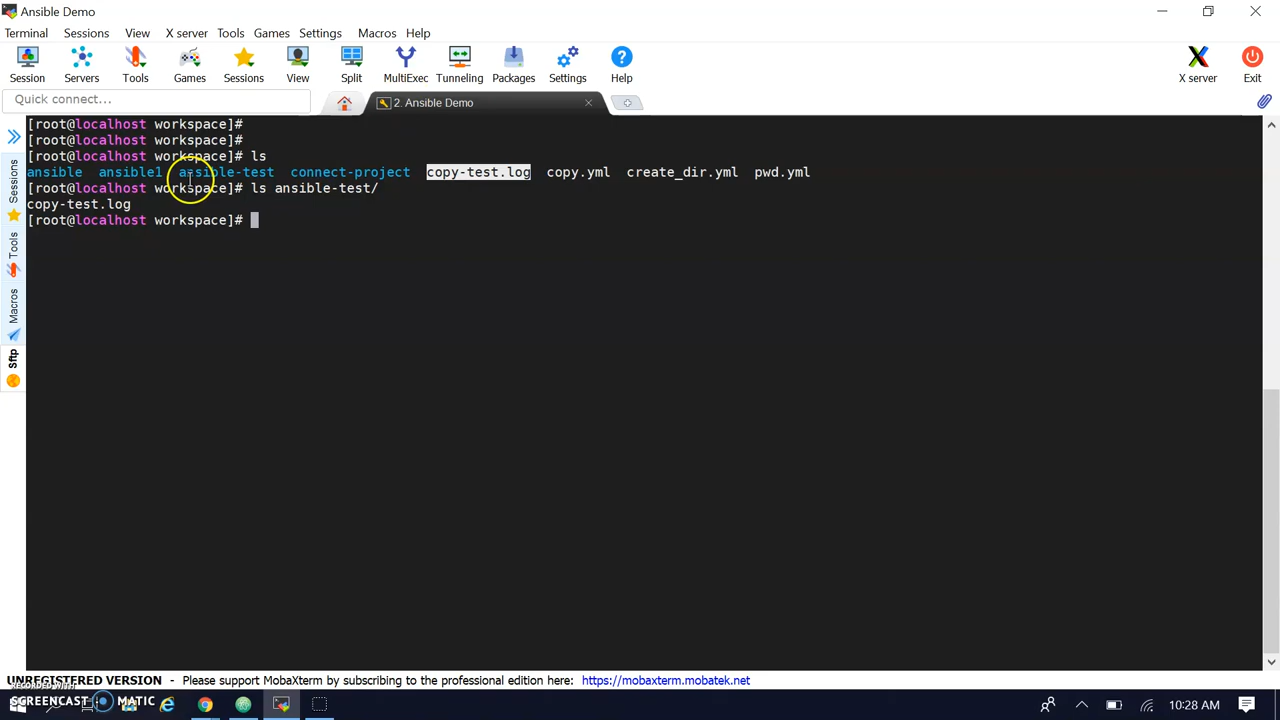 Ansible Demo
Terminal Sessions View X server Tools Games Settings Macros Help
Session Servers Tools Games Sessions View Split MultiExec Tunneling Packages Settings Help X server Exit
Quick connect...
2. Ansible Demo
[root@localhost workspace]#
[root@localhost workspace]#
[root@localhost workspace]# ls
ansible ansible1 ansible-test connect-project copy-test.log copy.yml create_dir.yml pwd.yml
[root@localhost workspace]# ls ansible-test/
copy-test.log
[root@localhost workspace]#
Sessions
Tools
Macros
Sftp
UNREGISTERED VERSION - Please support MobaXterm by subscribing to the professional edition here: https://mobaxterm.mobatek.net
RECORDED WITH
SCREENCAST MATIC
10:28 AM